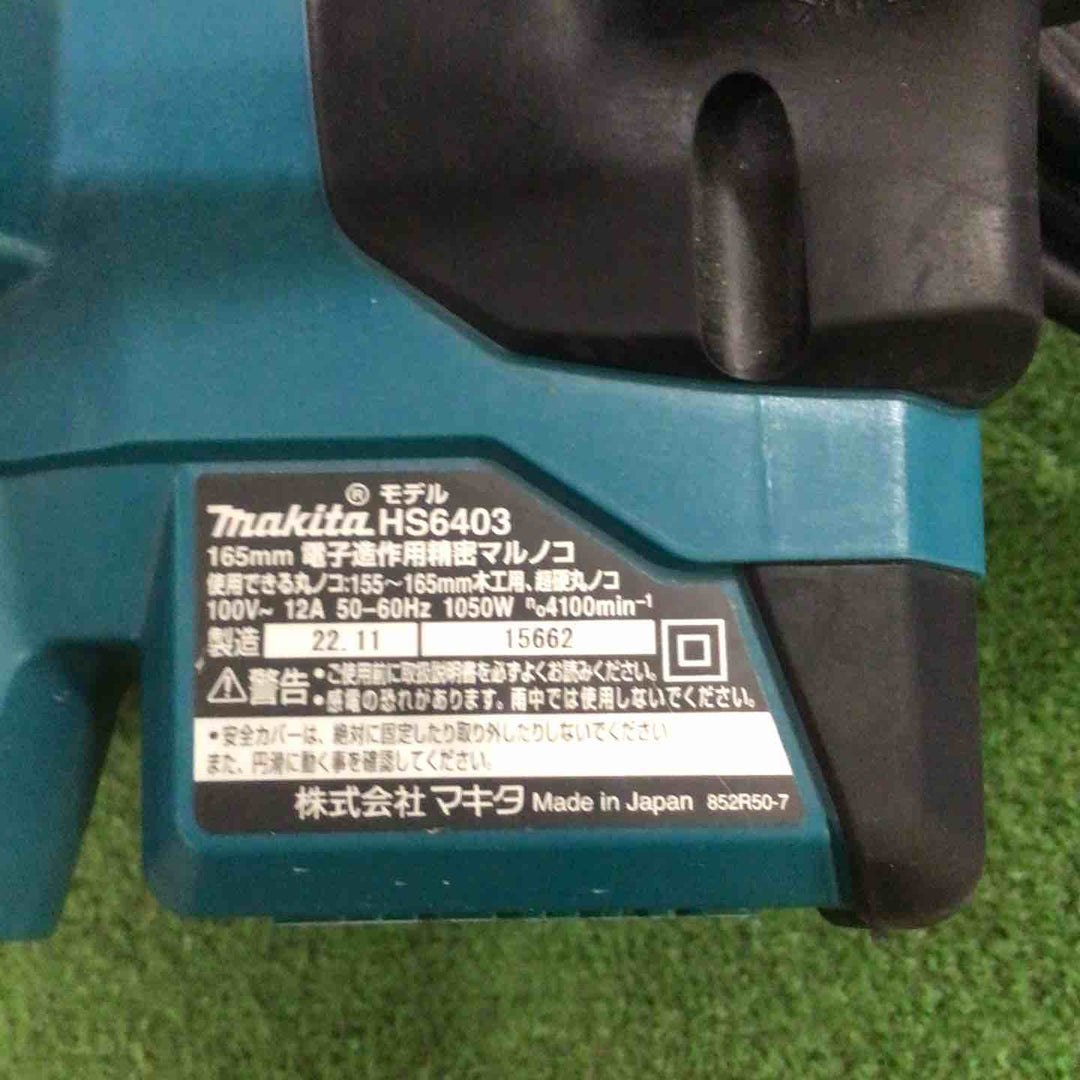 ® モデル
makita HS6403
165mm 電子造作用精密マルノコ
使用できる丸ノコ:155～165mm木工用、超硬丸ノコ
100V~ 12A 50-60Hz 1050W n₀4100min⁻¹
製造 22.11 15662
警告 •ご使用前に取扱説明書を必ずよくお読みください。
•感電の恐れがあります。雨中では使用しないでください。
•安全カバーは、絶対に固定したり取り外したりしないでください
また、円滑に動く事を確認してください。
株式会社 マキタ Made in Japan 852R50-7